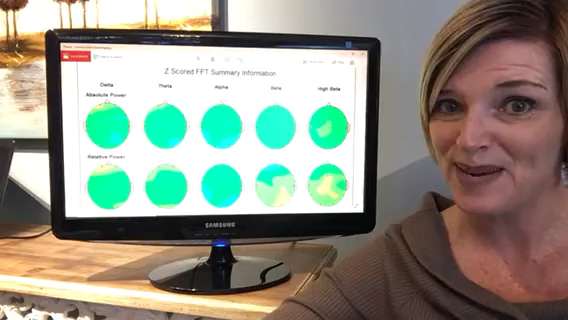 Z Scored FFT Summary Information
Delta Theta Alpha Beta High Beta
Absolute Power
Relative Power
SAMSUNG